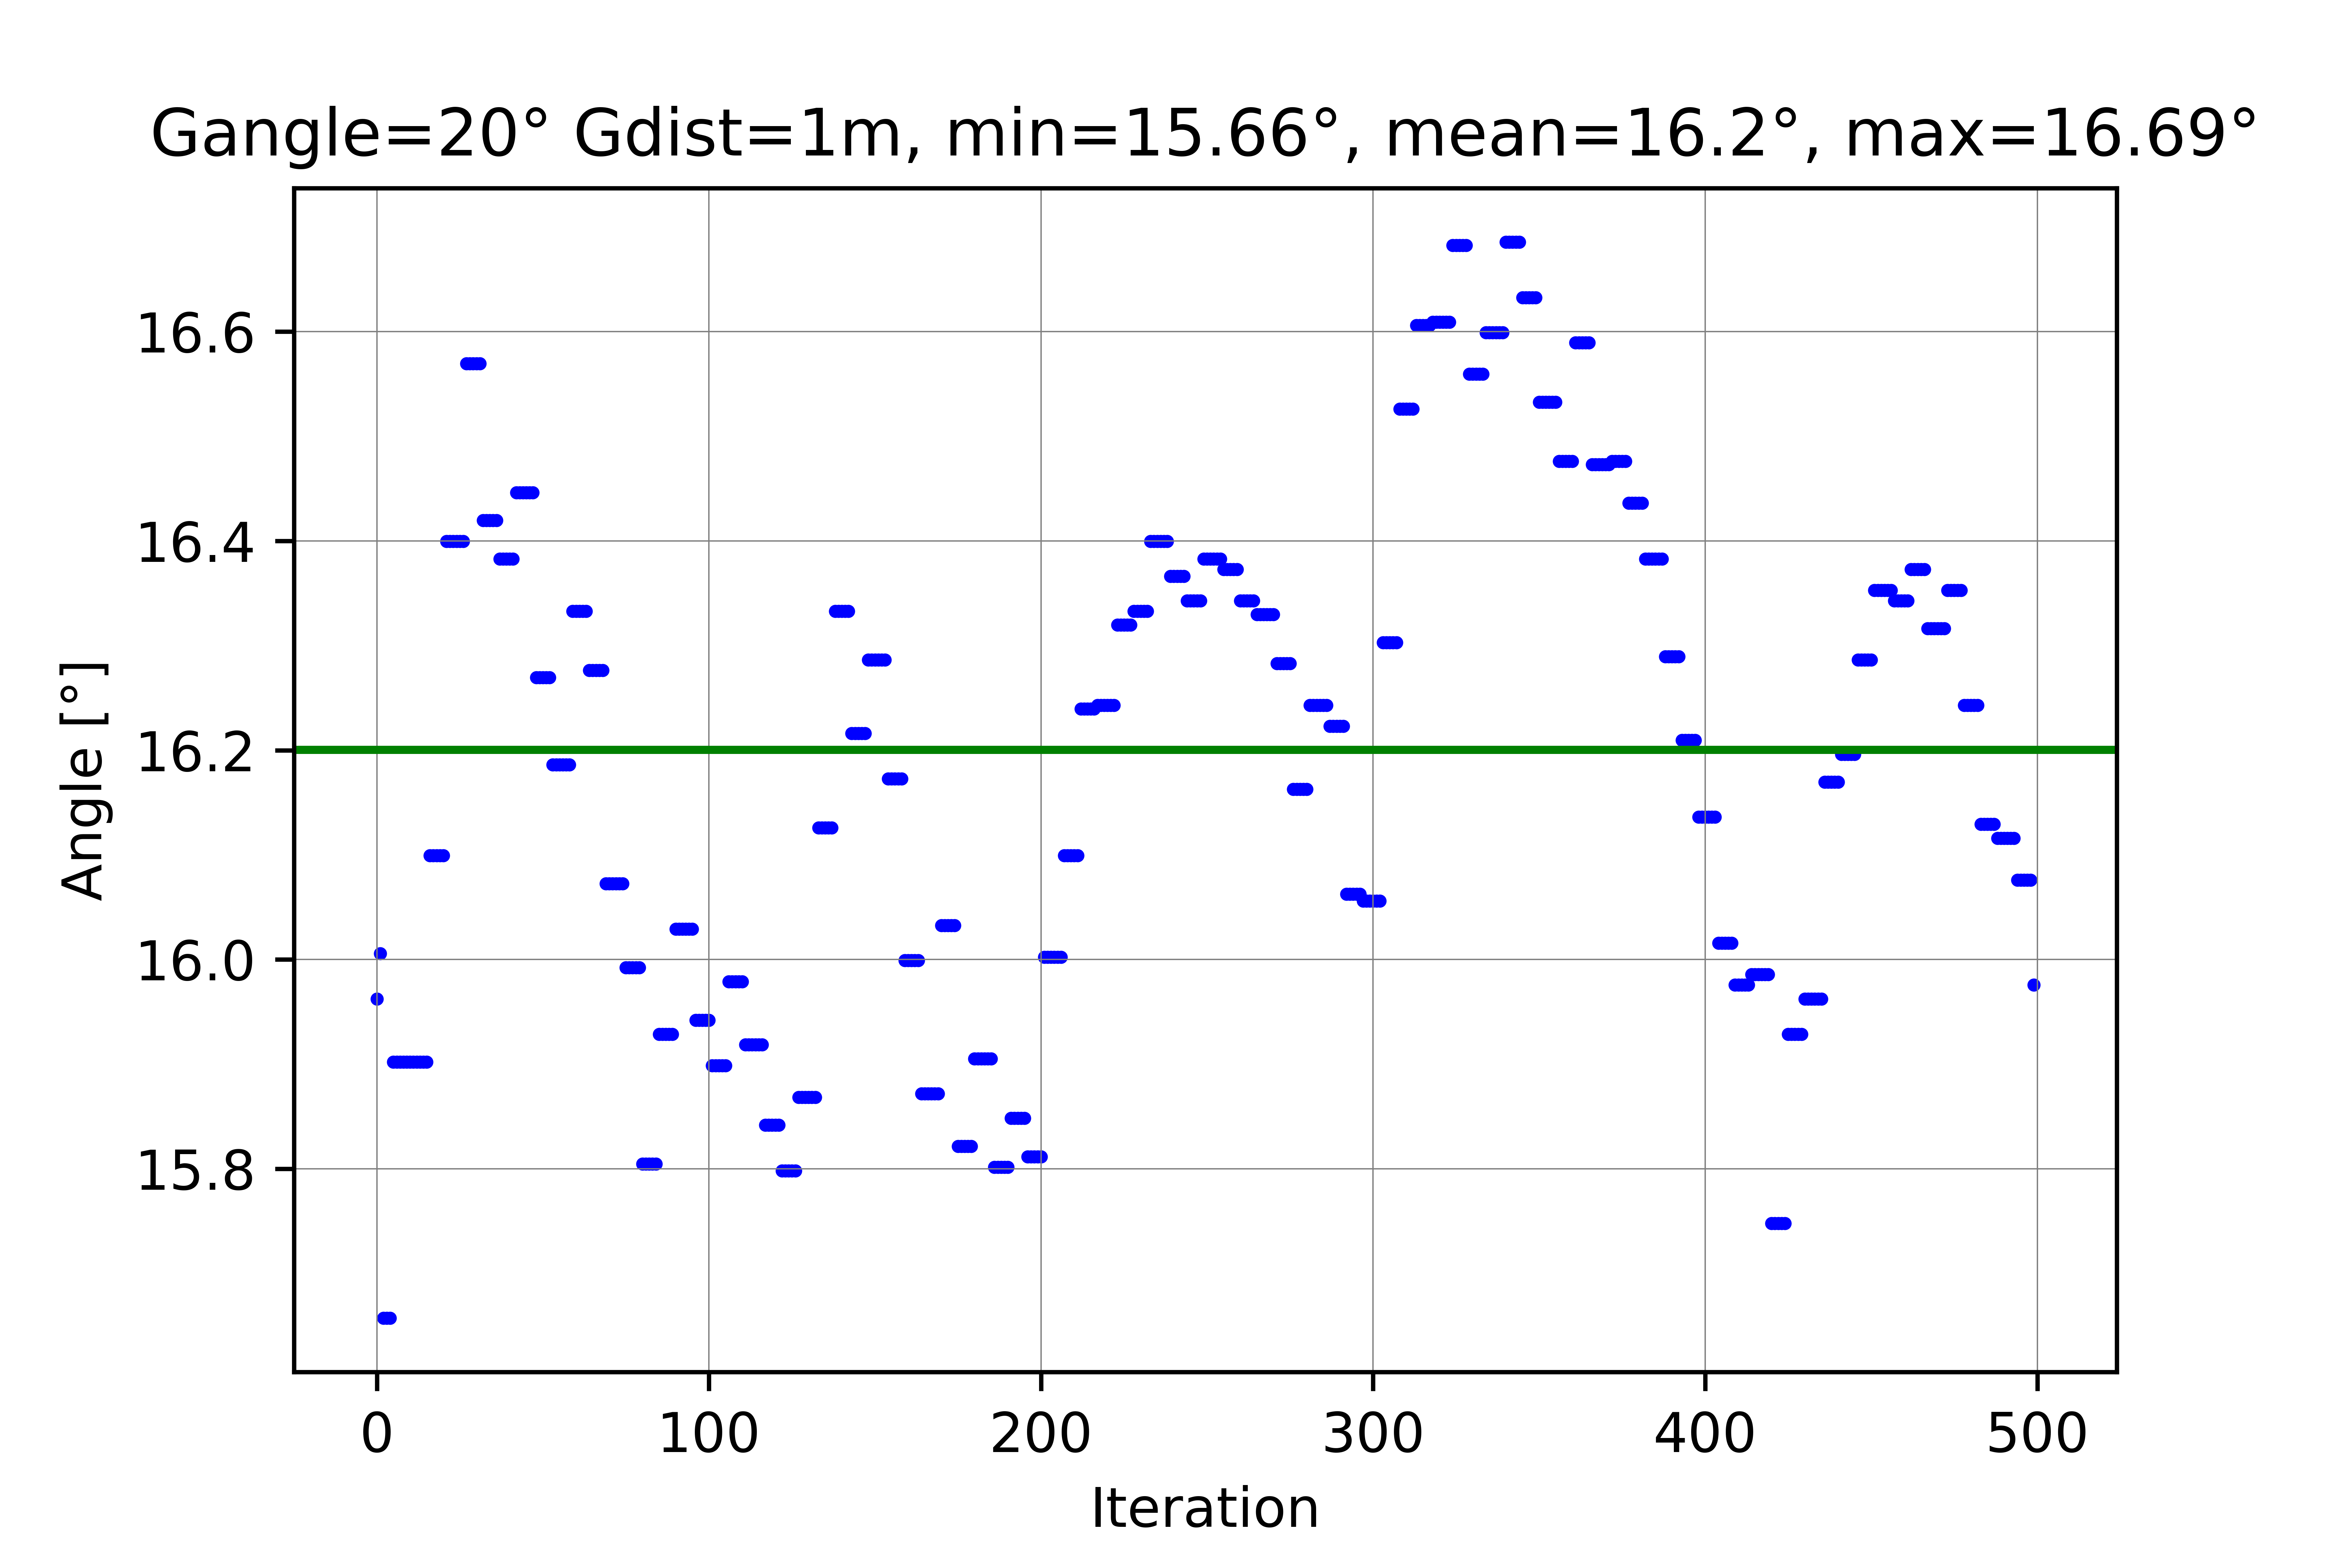 Gangle=20° Gdist=1m, min=15.66°, mean=16.2°, max=16.69°
16.6
16.4
16.2
16.0
15.8
Angle [°]
0 100 200 300 400 500
Iteration